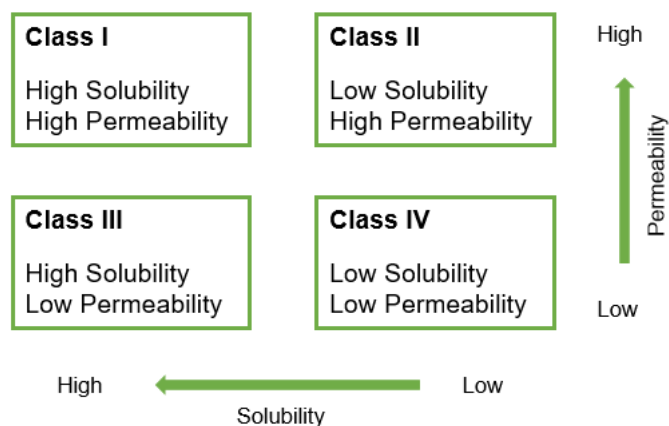 Class I
High Solubility
High Permeability
Class II
Low Solubility
High Permeability
High
Permeability
Low
Class III
High Solubility
Low Permeability
Class IV
Low Solubility
Low Permeability
High
Low
Solubility